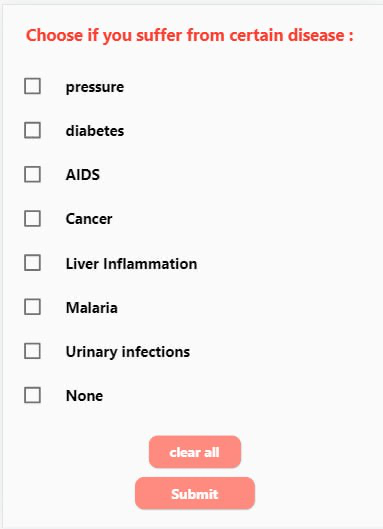 Choose if you suffer from certain disease :
pressure
diabetes
AIDS
Cancer
Liver Inflammation
Malaria
Urinary infections
None
clear all
Submit